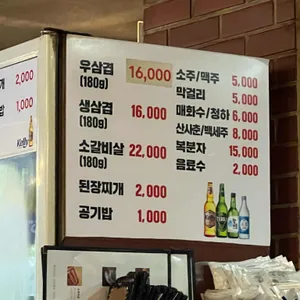 개 2,000
밥 1,000
Kelly
우삼겹 16,000
(180g)
생삼겹 16,000
(180g)
소갈비살 22,000
(180g)
된장찌개 2,000
공기밥 1,000
소주/맥주 5,000
막걸리 5,000
매화수/청하 6,000
산사춘/백세주 8,000
복분자 15,000
음료수 2,000